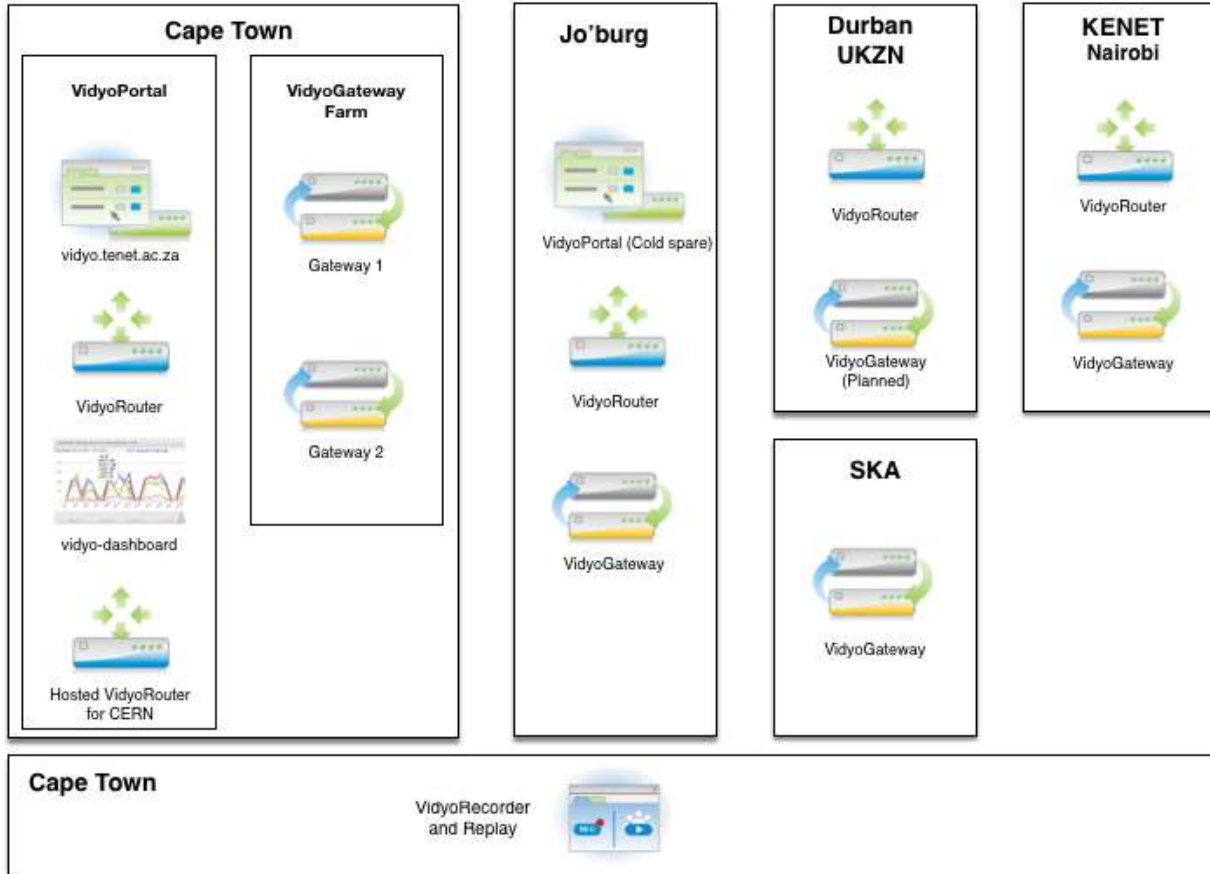 Cape Town
VidyoPortal
vidyo.tenet.ac.za
VidyoRouter
vidyo-dashboard
Hosted VidyoRouter
for CERN
VidyoGateway
Farm
Gateway 1
Gateway 2
Jo'burg
VidyoPortal (Cold spare)
VidyoRouter
VidyoGateway
Durban
UKZN
VidyoRouter
VidyoGateway
(Planned)
KENET
Nairobi
VidyoRouter
VidyoGateway
SKA
VidyoGateway
Cape Town
VidyoRecorder
and Replay